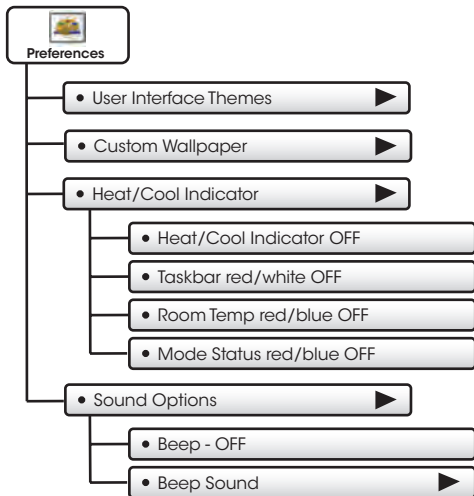 Preferences
• User Interface Themes
• Custom Wallpaper
• Heat/Cool Indicator
• Heat/Cool Indicator OFF
• Taskbar red/white OFF
• Room Temp red/blue OFF
• Mode Status red/blue OFF
• Sound Options
• Beep - OFF
• Beep Sound